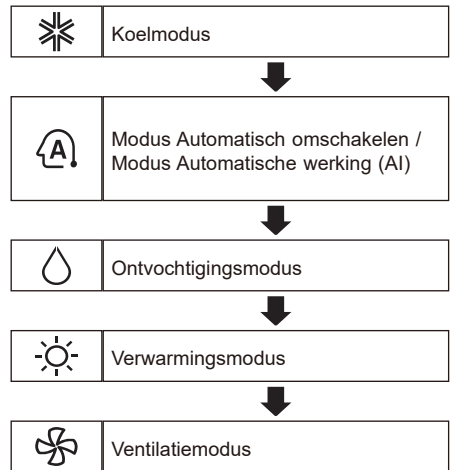 Koelmodus
A
Modus Automatisch omschakelen /
Modus Automatische werking (AI)
Ontvochtigingsmodus
Verwarmingsmodus
Ventilatiemodus